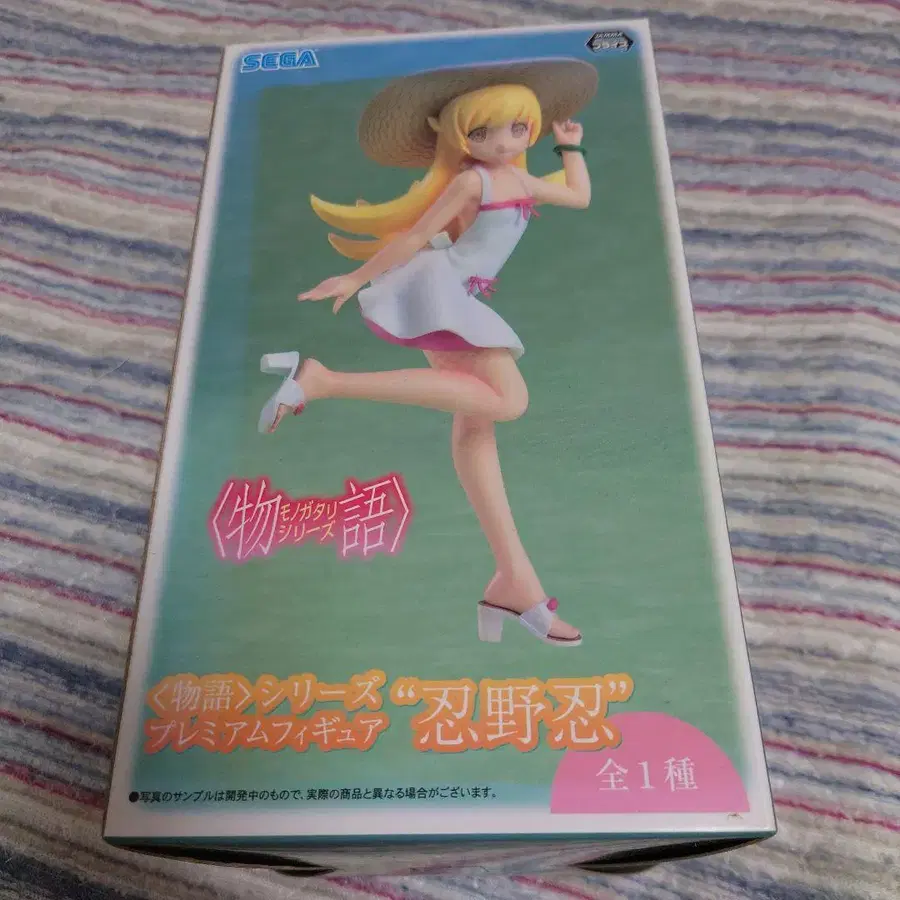 SEGA
プライズ
〈物語〉
モノガタリ
シリーズ
〈物語〉シリーズ
プレミアムフィギュア
“忍野忍”
全1種
●写真のサンプルは開発中のもので、実際の商品と異なる場合がございます。